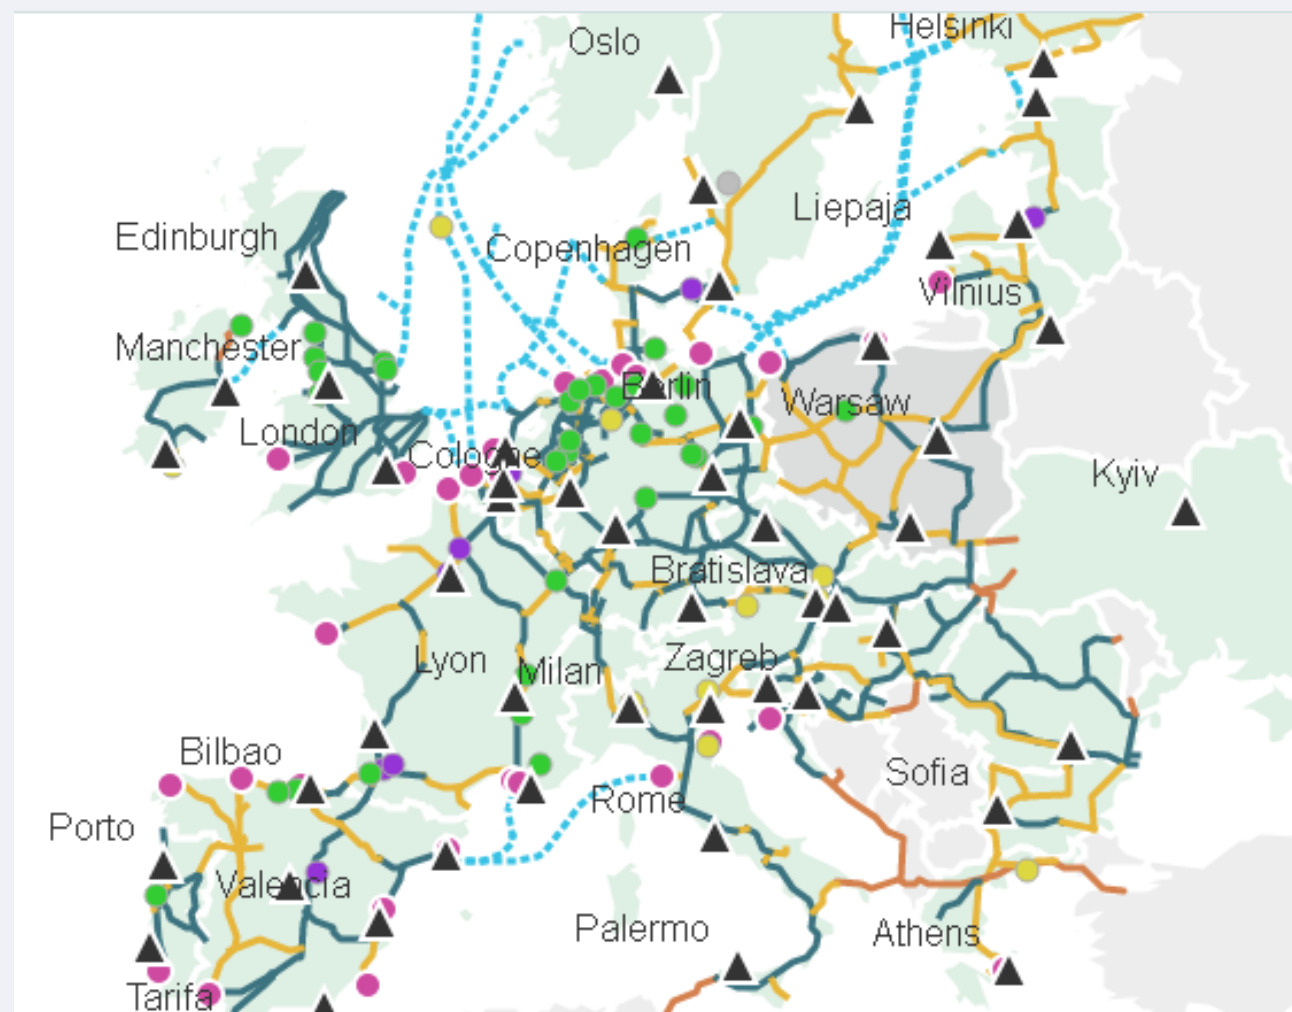 Helsinki
Oslo
Liepaja
Edinburgh
Copenhagen
Vilnius
Manchester
Berlin
Warsaw
London
Cologne
Kyiv
Bratislava
Lyon
Milan
Zagreb
Bilbao
Sofia
Rome
Porto
Valencia
Palermo
Athens
Tarifa